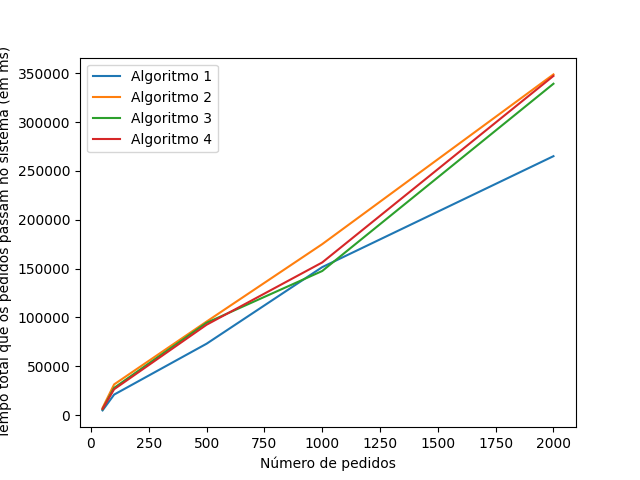 Algoritmo 1
Algoritmo 2
Algoritmo 3
Algoritmo 4
350000
300000
250000
200000
150000
100000
50000
0
0 250 500 750 1000 1250 1500 1750 2000
Número de pedidos
Tempo total que os pedidos passam no sistema (em ms)